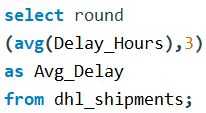 select round
(avg(Delay_Hours),3)
as Avg_Delay
from dhl_shipments;